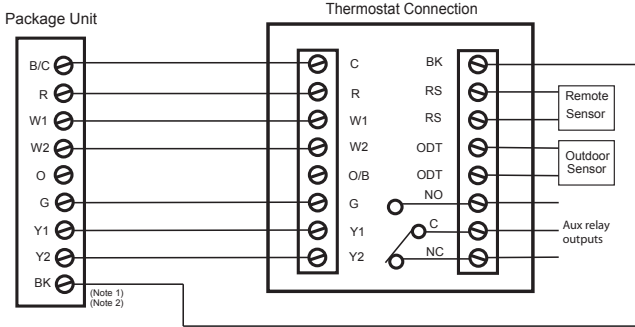 Thermostat Connection
Package Unit
B/C
R
W1
W2
O
G
Y1
Y2
BK
(Note 1)
(Note 2)
C
R
W1
W2
O/B
G
Y1
Y2
BK
RS
RS
ODT
ODT
NO
C
NC
Remote
Sensor
Outdoor
Sensor
Aux relay
outputs